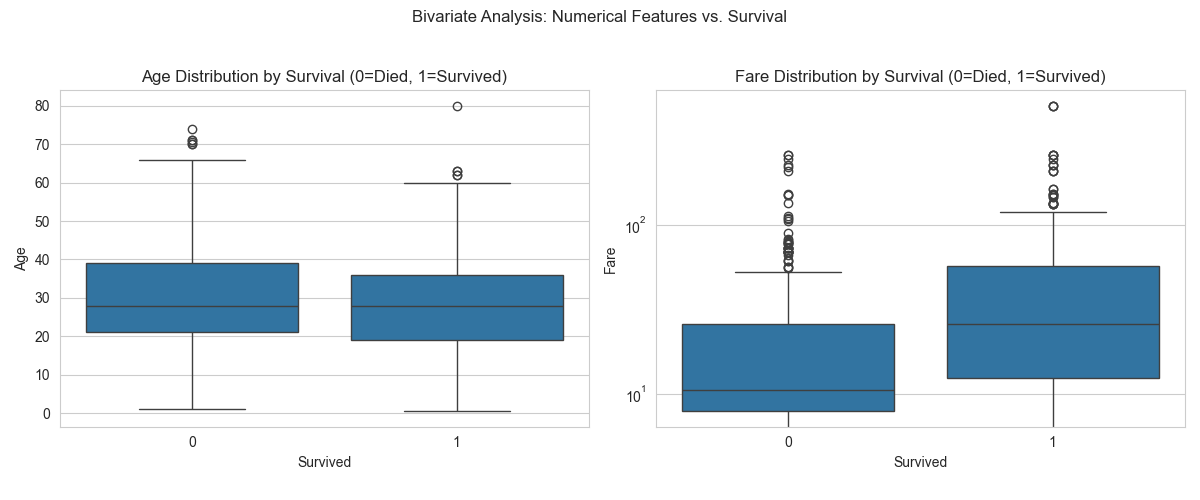 Bivariate Analysis: Numerical Features vs. Survival
Age Distribution by Survival (0=Died, 1=Survived)
80
70
60
50
40
30
20
10
0
Age
0
1
Survived
Fare Distribution by Survival (0=Died, 1=Survived)
10²
10¹
Fare
0
1
Survived